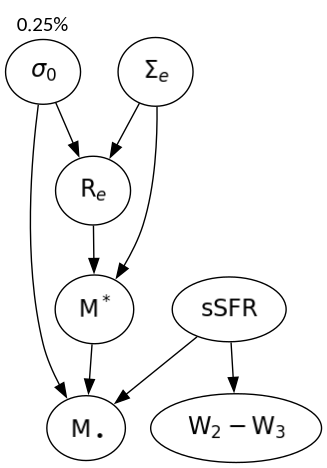 0.25%
σ₀ Σₑ
Rₑ
M*
sSFR
M•
W₂ − W₃